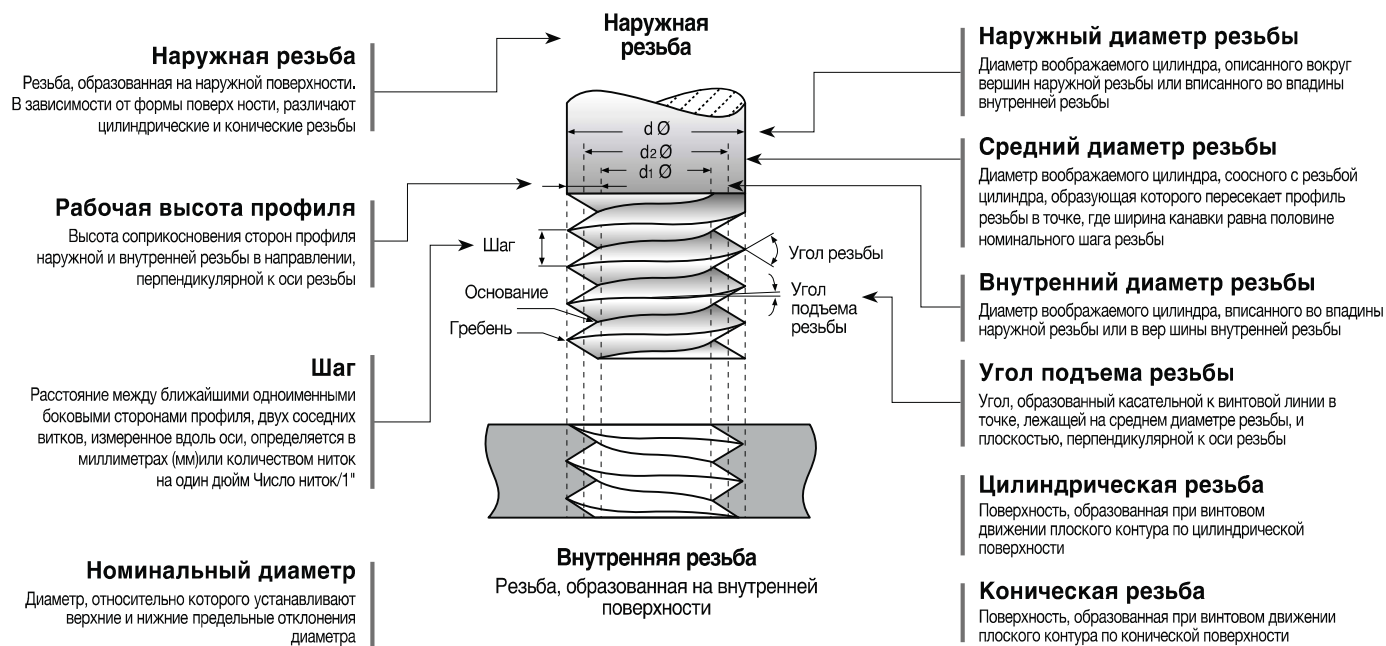 Наружная
резьба
Наружная резьба
Резьба, образованная на наружной поверхности.
В зависимости от формы поверх ности, различают
цилиндрические и конические резьбы
Рабочая высота профиля
Высота соприкосновения сторон профиля
наружной и внутренней резьбы в направлении,
перпендикулярной к оси резьбы
Шаг
Расстояние между ближайшими одноименными
боковыми сторонами профиля, двух соседних
витков, измеренное вдоль оси, определяется в
миллиметрах (мм)или количеством ниток
на один дюйм Число ниток/1"
Номинальный диаметр
Диаметр, относительно которого устанавливают
верхние и нижние предельные отклонения
диаметра
d Ø
d2 Ø
d1 Ø
Шаг
Основание
Гребень
Угол резьбы
Угол
подъема
резьбы
Внутренняя резьба
Резьба, образованная на внутренней
поверхности
Наружный диаметр резьбы
Диаметр воображаемого цилиндра, описанного вокруг
вершин наружной резьбы или вписанного во впадины
внутренней резьбы
Средний диаметр резьбы
Диаметр воображаемого цилиндра, соосного с резьбой
цилиндра, образующая которого пересекает профиль
резьбы в точке, где ширина канавки равна половине
номинального шага резьбы
Внутренний диаметр резьбы
Диаметр воображаемого цилиндра, вписанного во впадины
наружной резьбы или в вер шины внутренней резьбы
Угол подъема резьбы
Угол, образованный касательной к винтовой линии в
точке, лежащей на среднем диаметре резьбы, и
плоскостью, перпендикулярной к оси резьбы
Цилиндрическая резьба
Поверхность, образованная при винтовом
движении плоского контура по цилиндрической
поверхности
Коническая резьба
Поверхность, образованная при винтовом движении
плоского контура по конической поверхности